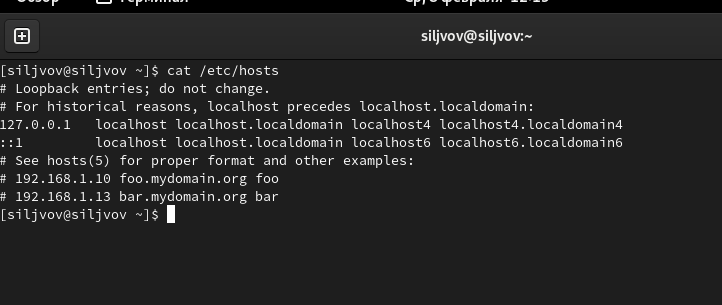 Обзор Терминал
siljvov@siljvov:~
[siljvov@siljvov ~]$ cat /etc/hosts
# Loopback entries; do not change.
# For historical reasons, localhost precedes localhost.localdomain:
127.0.0.1   localhost localhost.localdomain localhost4 localhost4.localdomain4
::1         localhost localhost.localdomain localhost6 localhost6.localdomain6
# See hosts(5) for proper format and other examples:
# 192.168.1.10 foo.mydomain.org foo
# 192.168.1.13 bar.mydomain.org bar
[siljvov@siljvov ~]$